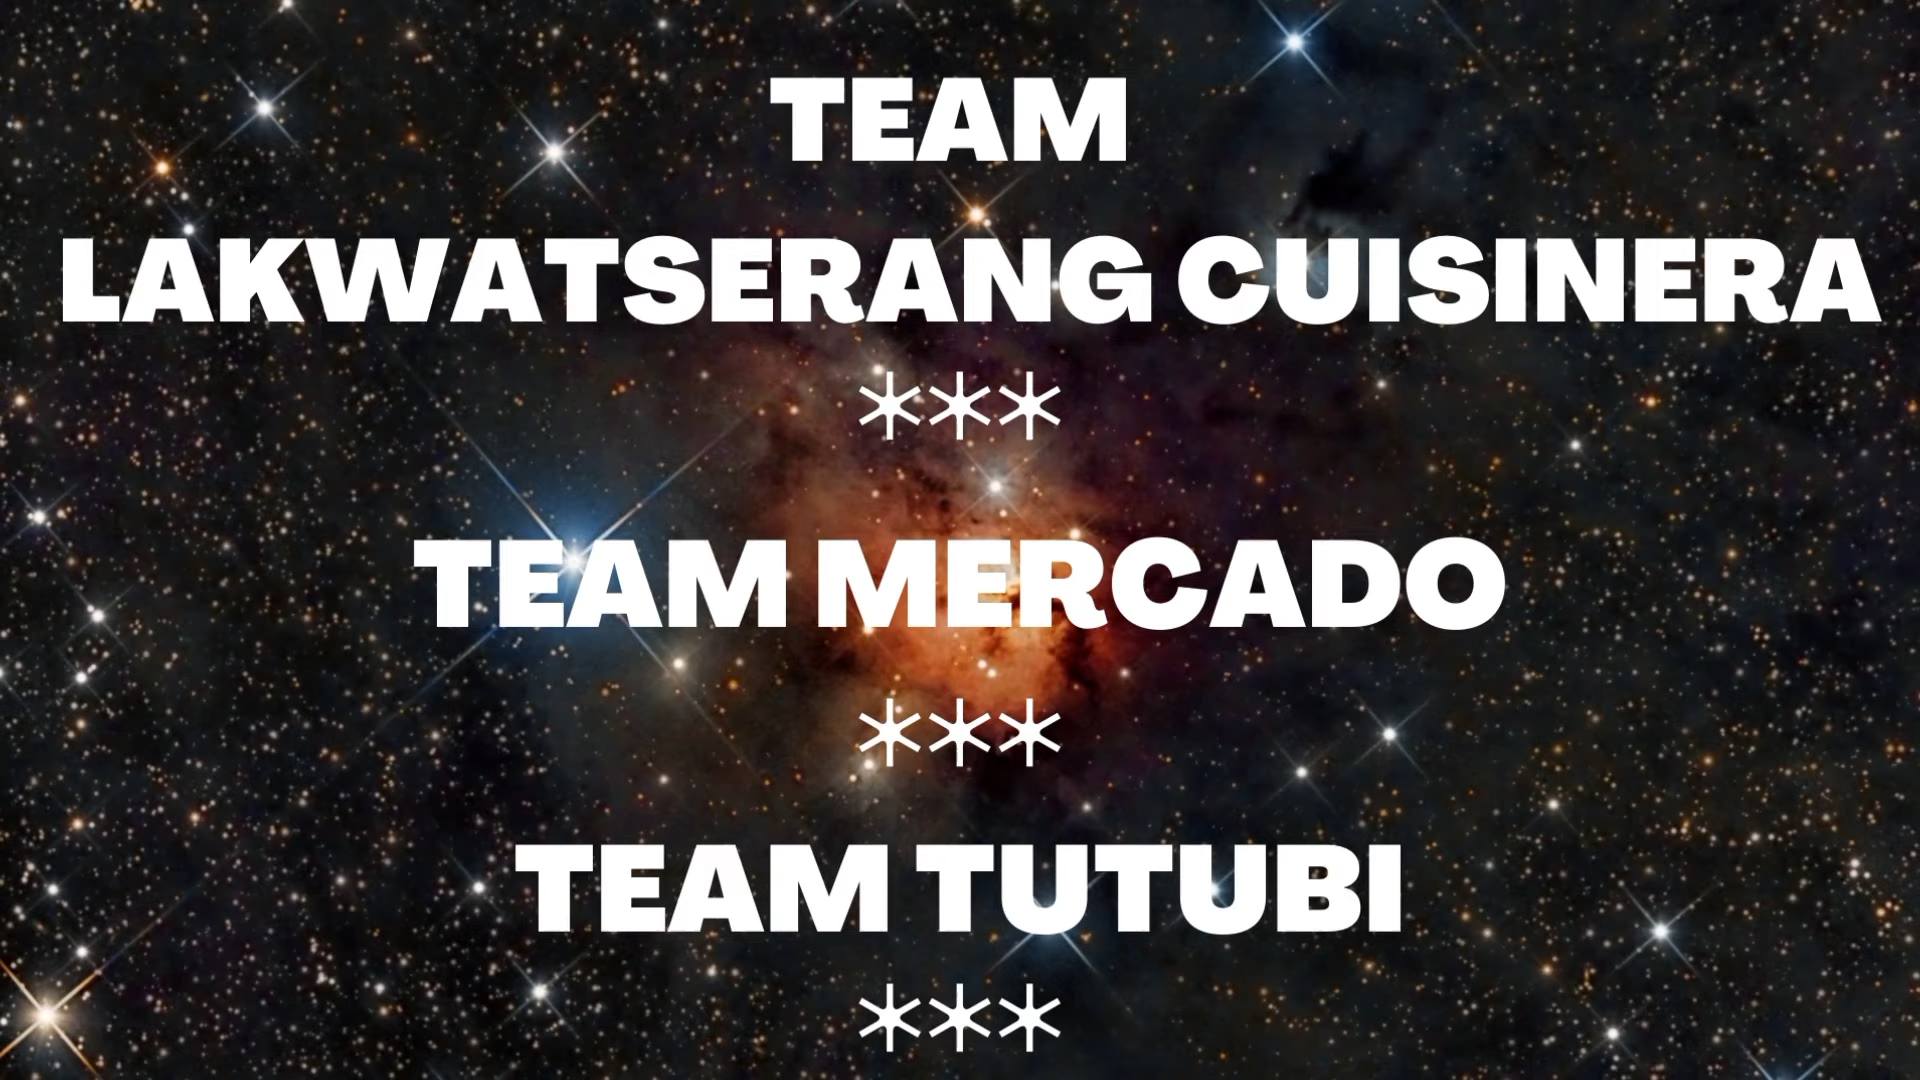 TEAM
LAKWATSERANG CUISINERA
***
TEAM MERCADO
***
TEAM TUTUBI
***